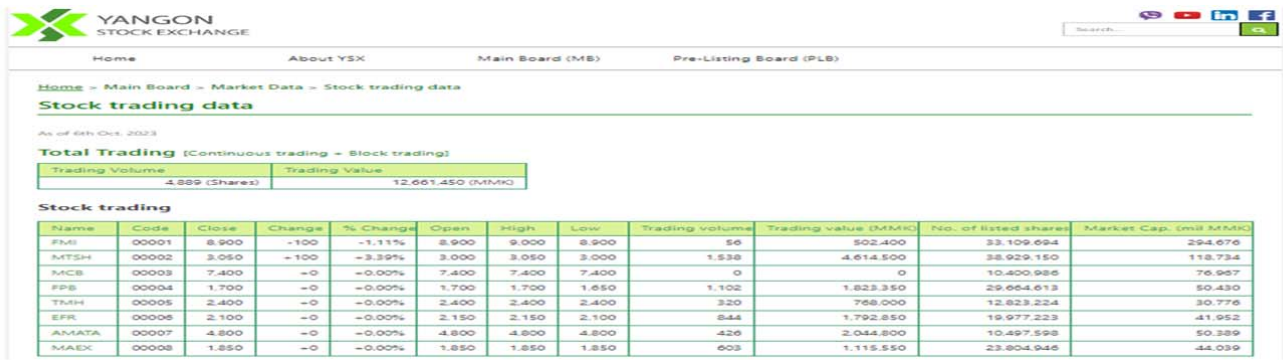 YANGON
STOCK EXCHANGE
Search...
Home About YSX Main Board (MB) Pre-Listing Board (PLB)
Home » Main Board » Market Data » Stock trading data
Stock trading data
As of 6th Oct, 2023
Total Trading [Continuous trading + Block trading]
Trading Volume Trading Value
4,889 (Shares) 12,661,450 (MMK)
Stock trading
Name Code Close Change % Change Open High Low Trading volume Trading value (MMK) No. of listed shares Market Cap. (mil MMK)
FMI 00001 8,900 -100 -1.11% 8,900 9,000 8,900 56 502,400 33,109,694 294,676
MTSH 00002 3,050 +100 +3.39% 3,000 3,050 3,000 1,538 4,614,500 38,929,150 118,734
MCB 00003 7,400 ±0 ±0.00% 7,400 7,400 7,400 0 0 10,400,986 76,967
FPB 00004 1,700 ±0 ±0.00% 1,700 1,700 1,650 1,102 1,823,350 29,664,613 50,430
TMH 00005 2,400 ±0 ±0.00% 2,400 2,400 2,400 320 768,000 12,823,224 30,776
EFR 00006 2,100 ±0 ±0.00% 2,150 2,150 2,100 844 1,792,850 19,977,223 41,952
AMATA 00007 4,800 ±0 ±0.00% 4,800 4,800 4,800 426 2,044,800 10,497,598 50,389
MAEX 00008 1,850 ±0 ±0.00% 1,850 1,850 1,850 603 1,115,550 23,804,946 44,039